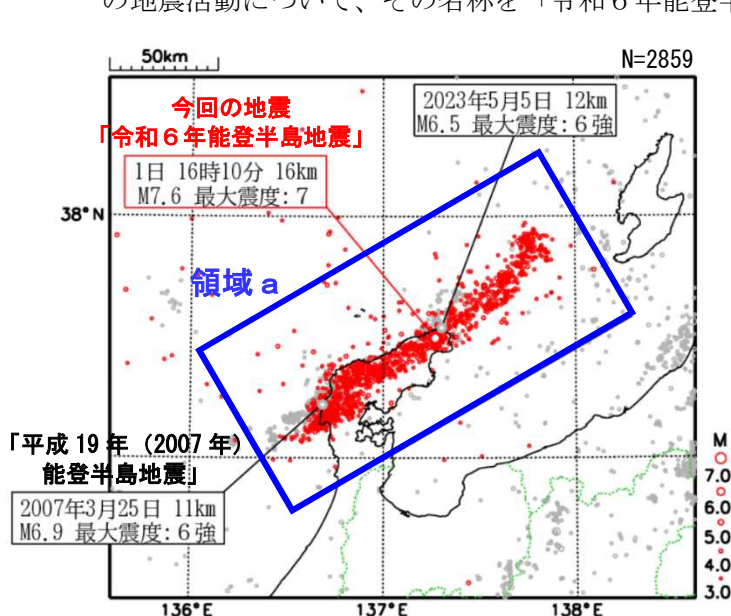 の地震活動について、その名称を「令和６年能登半
50km
N=2859
今回の地震
「令和６年能登半島地震」
2023年5月5日 12km
M6.5 最大震度:６強
1日 16時10分 16km
M7.6 最大震度:７
38°N
領域ａ
「平成 19 年（2007 年）
能登半島地震」
2007年3月25日 11km
M6.9 最大震度:６強
M
7.0
6.0
5.0
4.0
3.0
136°E
137°E
138°E